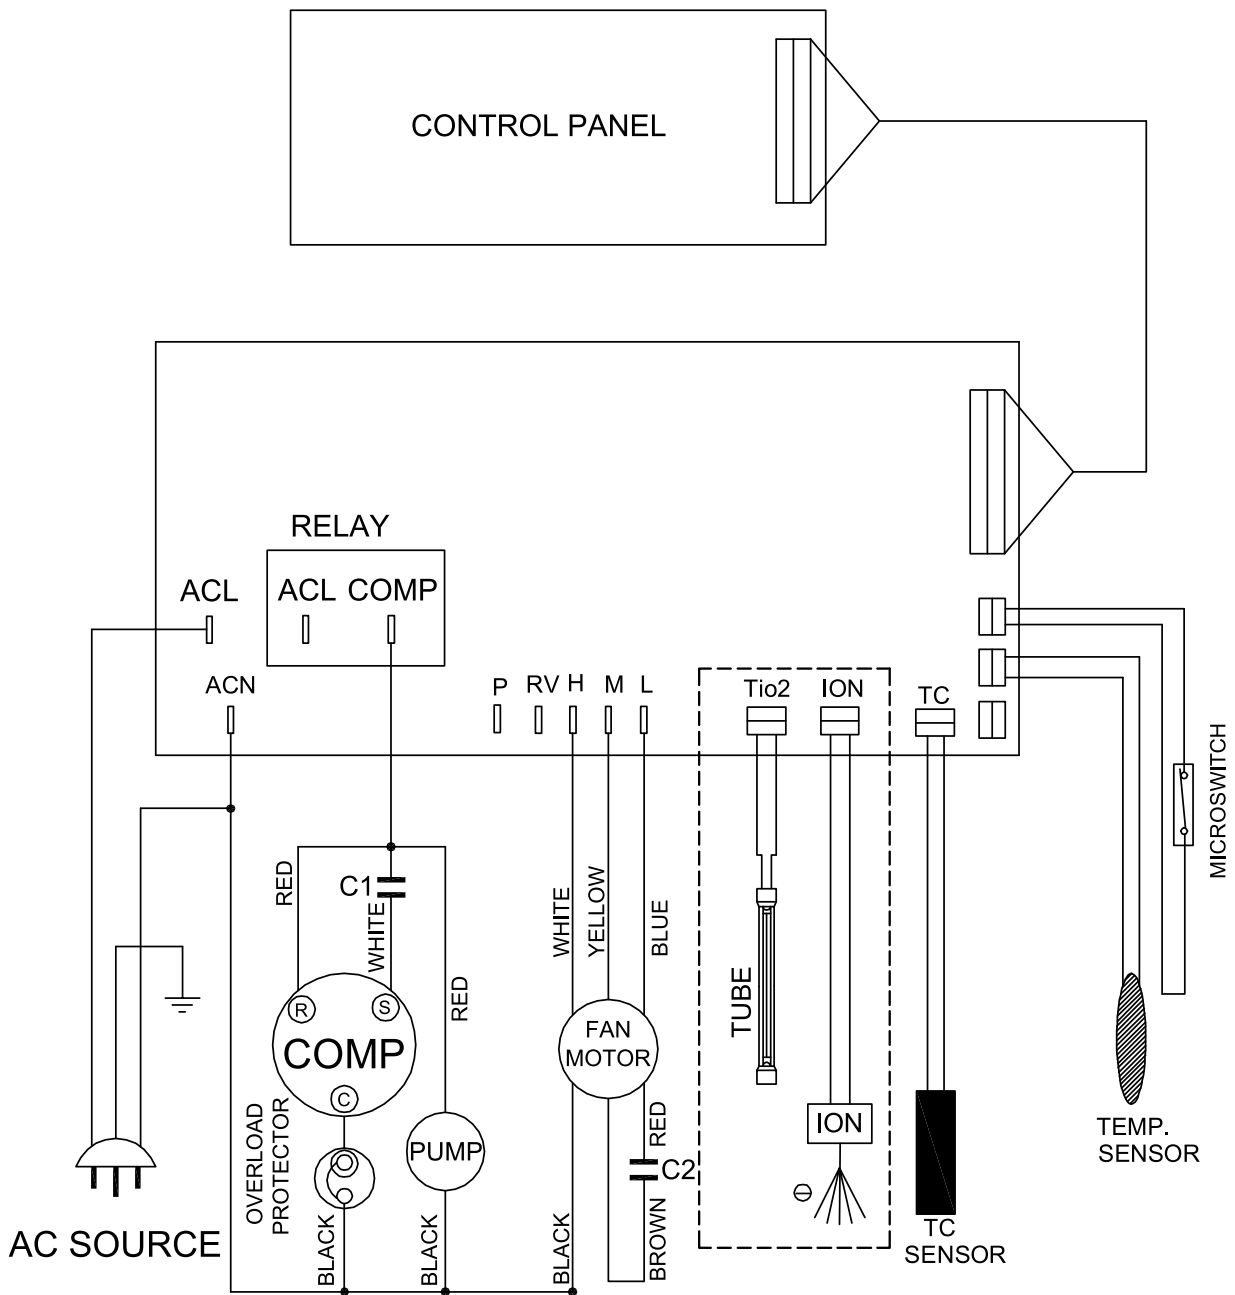 CONTROL PANEL
RELAY
ACL
ACL COMP
ACN
P
RV
H
M
L
Tio2
ION
TC
MICROSWITCH
RED
C1
WHITE
RED
WHITE
YELLOW
BLUE
TUBE
R
S
COMP
C
FAN
MOTOR
OVERLOAD
PROTECTOR
PUMP
RED
C2
ION
TEMP.
SENSOR
AC SOURCE
BLACK
BLACK
BLACK
BROWN
TC
SENSOR